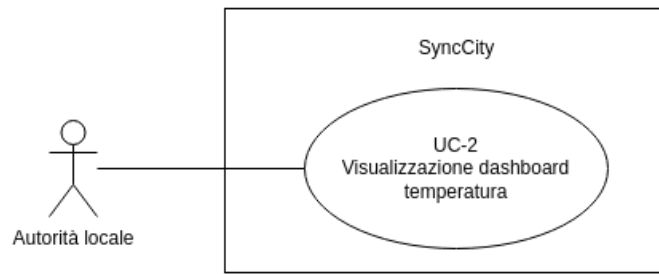 SyncCity
UC-2
Visualizzazione dashboard
temperatura
Autorità locale